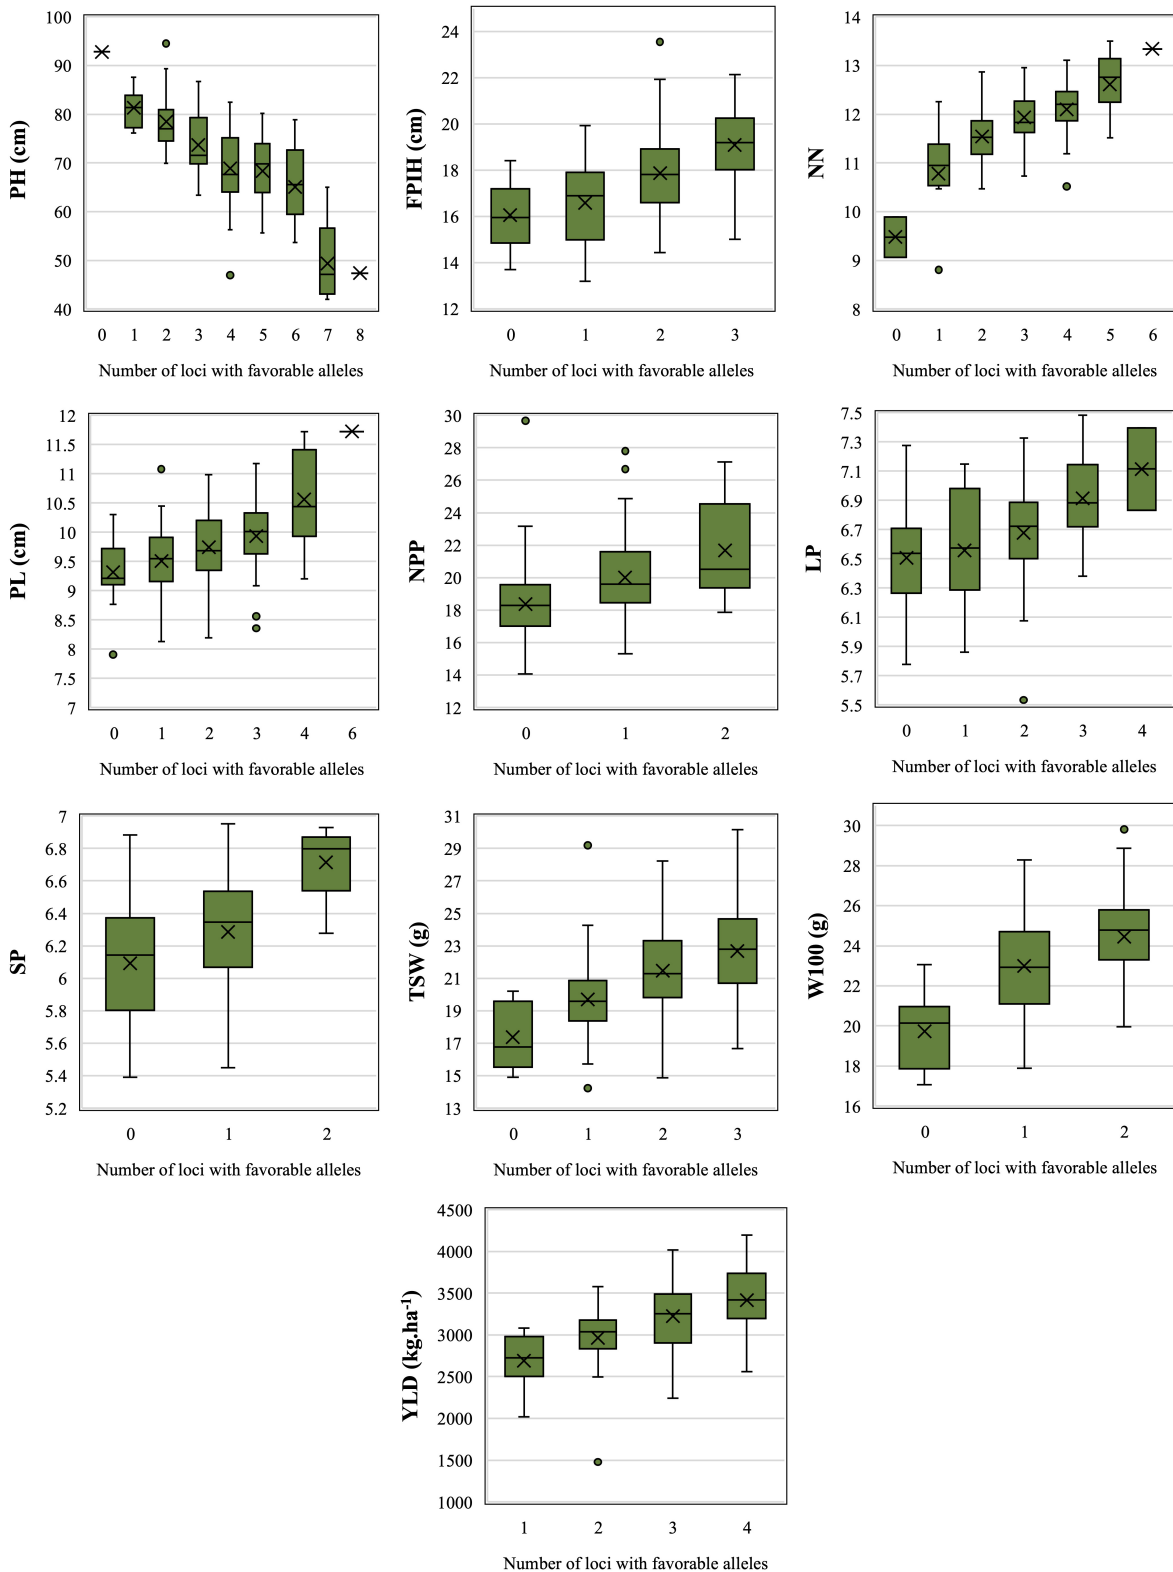 PH (cm)
100
90
80
70
60
50
40
0 1 2 3 4 5 6 7 8
Number of loci with favorable alleles
FPIH (cm)
24
22
20
18
16
14
12
0 1 2 3
Number of loci with favorable alleles
NN
14
13
12
11
10
9
8
0 1 2 3 4 5 6
Number of loci with favorable alleles
PL (cm)
12
11.5
11
10.5
10
9.5
9
8.5
8
7.5
7
0 1 2 3 4 6
Number of loci with favorable alleles
NPP
30
28
26
24
22
20
18
16
14
12
0 1 2
Number of loci with favorable alleles
LP
7.5
7.3
7.1
6.9
6.7
6.5
6.3
6.1
5.9
5.7
5.5
0 1 2 3 4
Number of loci with favorable alleles
SP
7
6.8
6.6
6.4
6.2
6
5.8
5.6
5.4
5.2
0 1 2
Number of loci with favorable alleles
TSW (g)
31
29
27
25
23
21
19
17
15
13
0 1 2 3
Number of loci with favorable alleles
W100 (g)
30
28
26
24
22
20
18
16
0 1 2
Number of loci with favorable alleles
YLD (kg.ha⁻¹)
4500
4000
3500
3000
2500
2000
1500
1000
1 2 3 4
Number of loci with favorable alleles